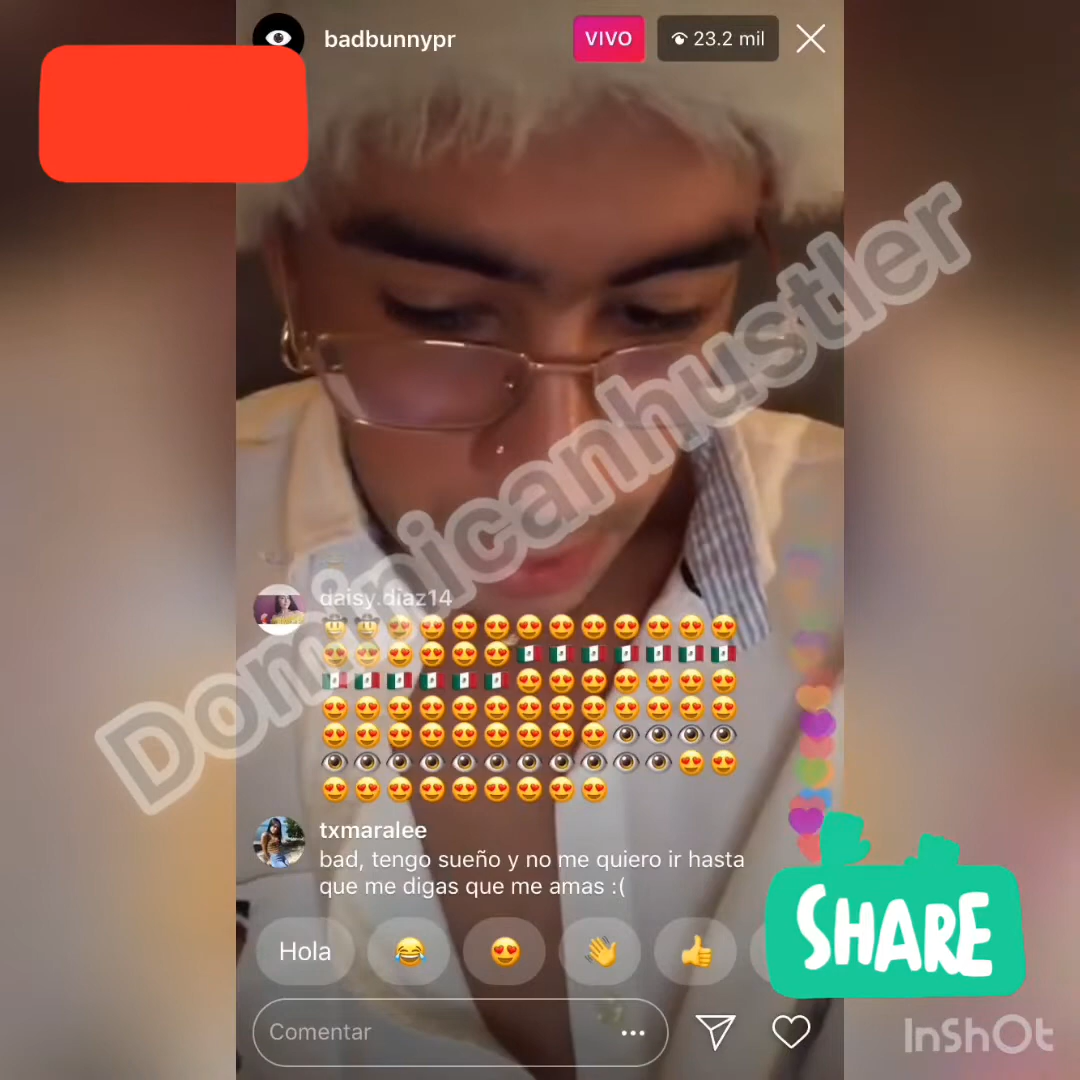 badbunnypr
VIVO
23.2 mil
Dominicanhustler
daisy.diaz14
txmaralee
bad, tengo sueño y no me quiero ir hasta
que me digas que me amas :(
Hola
Comentar
SHARE
InShOt